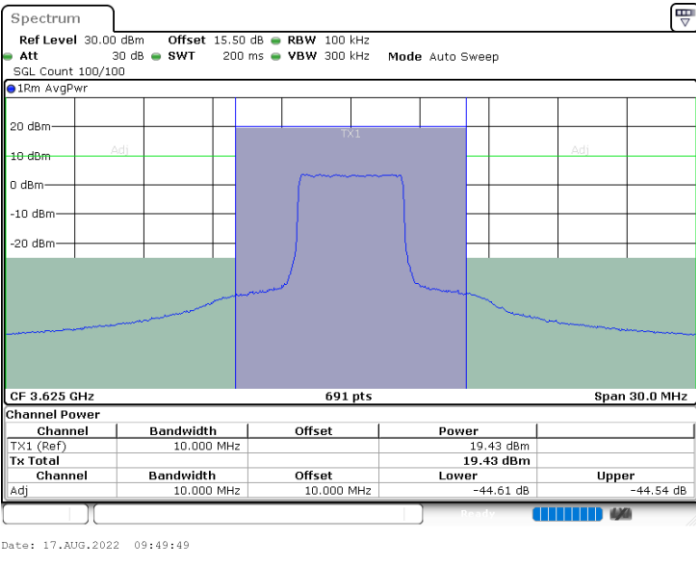 Spectrum
Ref Level 30.00 dBm Offset 15.50 dB RBW 100 kHz
Att 30 dB SWT 200 ms VBW 300 kHz Mode Auto Sweep
SGL Count 100/100
1Rm AvgPwr
20 dBm
TX1
Adj Adj
10 dBm
0 dBm
-10 dBm
-20 dBm
CF 3.625 GHz 691 pts Span 30.0 MHz
Channel Power
Channel Bandwidth Offset Power
TX1 (Ref) 10.000 MHz 19.43 dBm
Tx Total 19.43 dBm
Channel Bandwidth Offset Lower Upper
Adj 10.000 MHz 10.000 MHz -44.61 dB -44.54 dB
Ready
Date: 17.AUG.2022 09:49:49